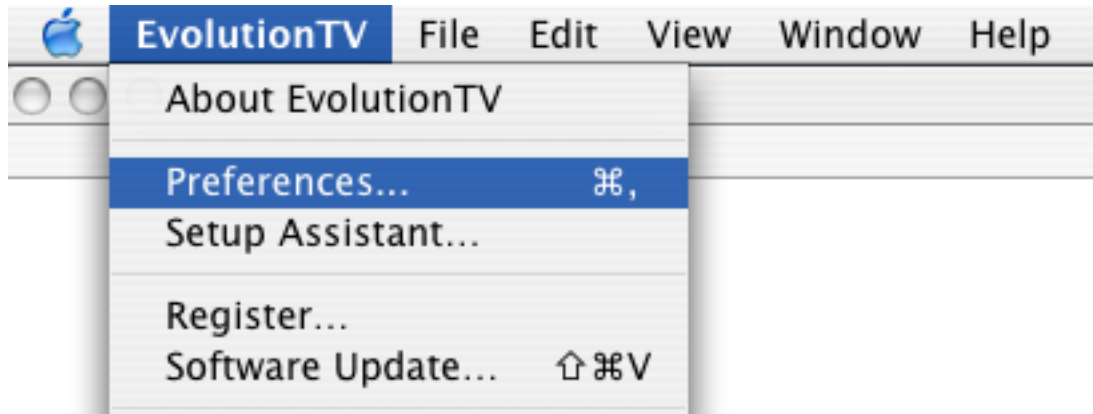 EvolutionTV File Edit View Window Help
About EvolutionTV
Preferences... ⌘,
Setup Assistant...
Register...
Software Update... ⇧⌘V